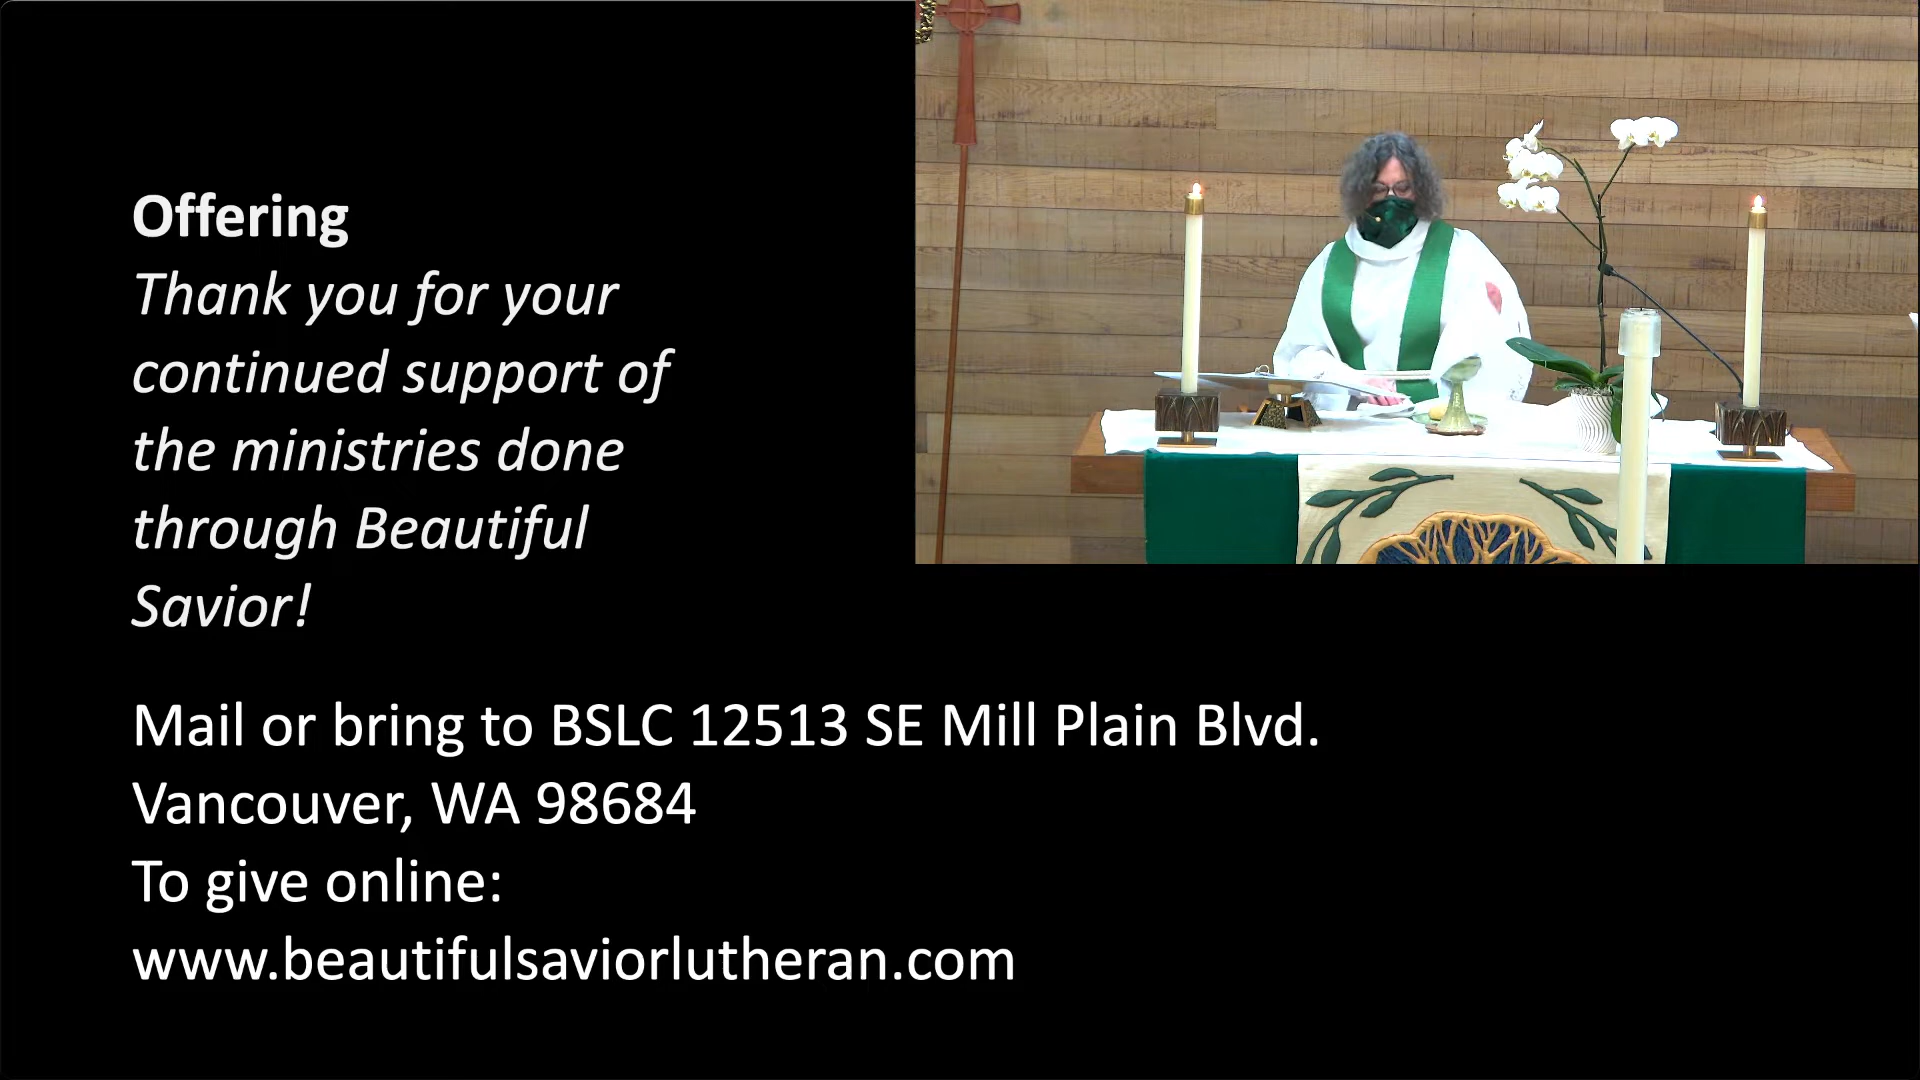 Offering
Thank you for your
continued support of
the ministries done
through Beautiful
Savior!
Mail or bring to BSLC 12513 SE Mill Plain Blvd.
Vancouver, WA 98684
To give online:
www.beautifulsaviorlutheran.com